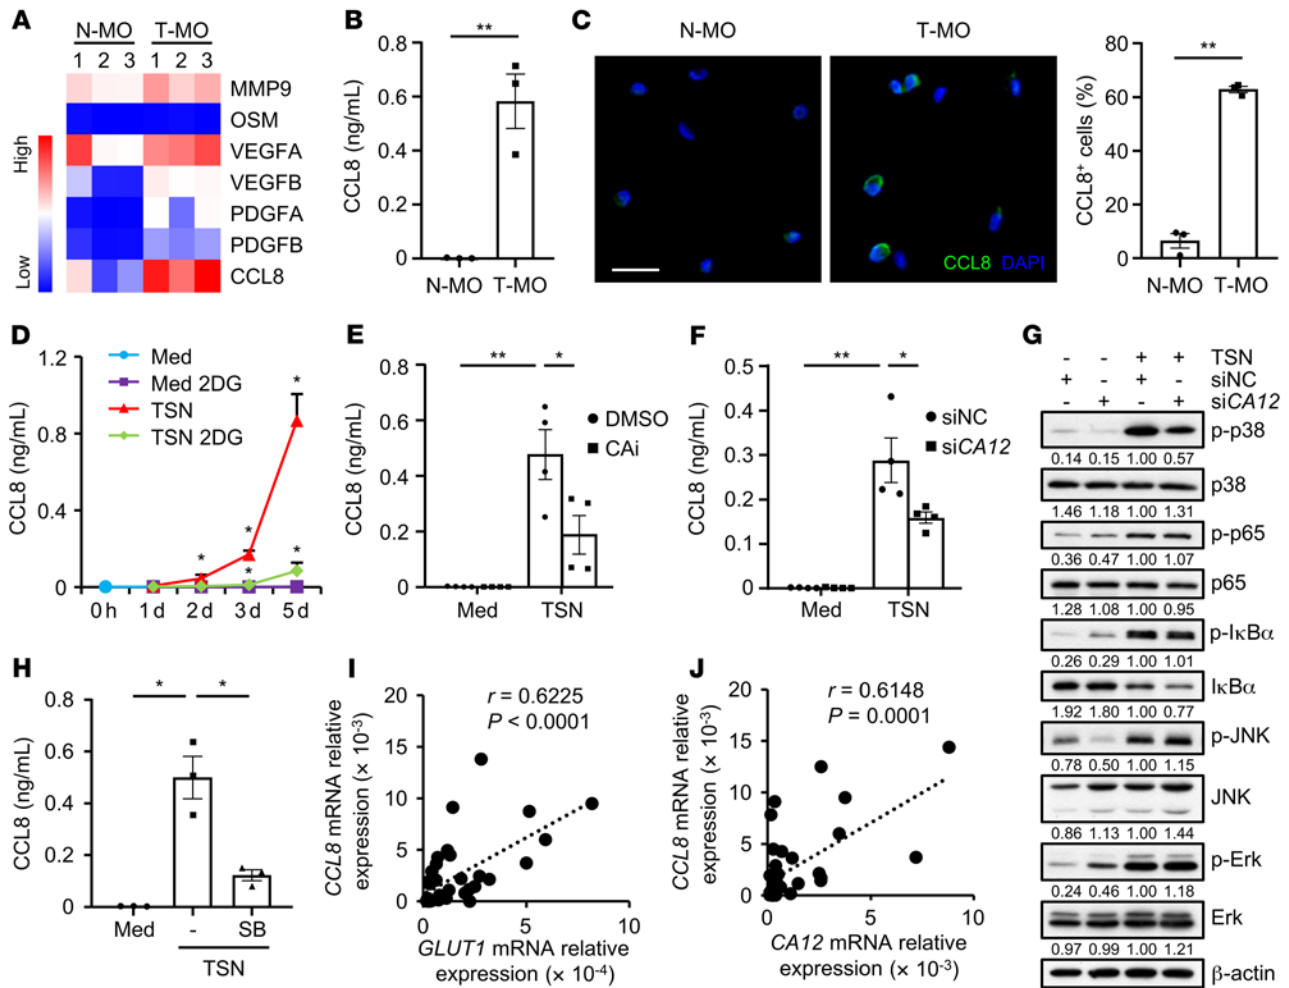 A
N-MO T-MO
1 2 3 1 2 3
MMP9
OSM
VEGFA
VEGFB
PDGFA
PDGFB
CCL8
High
Low
B
**
CCL8 (ng/mL)
0.8
0.6
0.4
0.2
0
N-MO T-MO
C
N-MO T-MO
CCL8 DAPI
**
CCL8+ cells (%)
80
60
40
20
0
N-MO T-MO
D
Med
Med 2DG
TSN
TSN 2DG
CCL8 (ng/mL)
1.2
0.8
0.4
0
* * * * *
0 h 1 d 2 d 3 d 5 d
E
** *
DMSO
CAi
CCL8 (ng/mL)
0.8
0.6
0.4
0.2
0
Med TSN
F
** *
siNC
siCA12
CCL8 (ng/mL)
0.5
0.4
0.3
0.2
0.1
0
Med TSN
G
- - + + TSN
+ - + - siNC
- + - + siCA12
p-p38
0.14 0.15 1.00 0.57
p38
1.46 1.18 1.00 1.31
p-p65
0.36 0.47 1.00 1.07
p65
1.28 1.08 1.00 0.95
p-IκBα
0.26 0.29 1.00 1.01
IκBα
1.92 1.80 1.00 0.77
p-JNK
0.78 0.50 1.00 1.15
JNK
0.86 1.13 1.00 1.44
p-Erk
0.24 0.46 1.00 1.18
Erk
0.97 0.99 1.00 1.21
β-actin
H
* *
CCL8 (ng/mL)
0.8
0.6
0.4
0.2
0
Med - SB
TSN
I
r = 0.6225
P < 0.0001
CCL8 mRNA relative
expression (× 10-3)
20
15
10
5
0
0 5 10
GLUT1 mRNA relative
expression (× 10-4)
J
r = 0.6148
P = 0.0001
CCL8 mRNA relative
expression (× 10-3)
20
15
10
5
0
0 5 10
CA12 mRNA relative
expression (× 10-3)